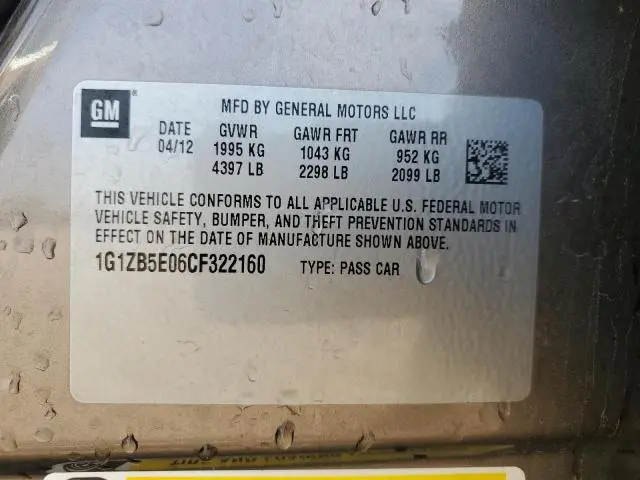 GM ®
MFD BY GENERAL MOTORS LLC
DATE GVWR GAWR FRT GAWR RR
04/12 1995 KG 1043 KG 952 KG
4397 LB 2298 LB 2099 LB
THIS VEHICLE CONFORMS TO ALL APPLICABLE U.S. FEDERAL MOTOR
VEHICLE SAFETY, BUMPER, AND THEFT PREVENTION STANDARDS IN
EFFECT ON THE DATE OF MANUFACTURE SHOWN ABOVE.
1G1ZB5E06CF322160 TYPE: PASS CAR